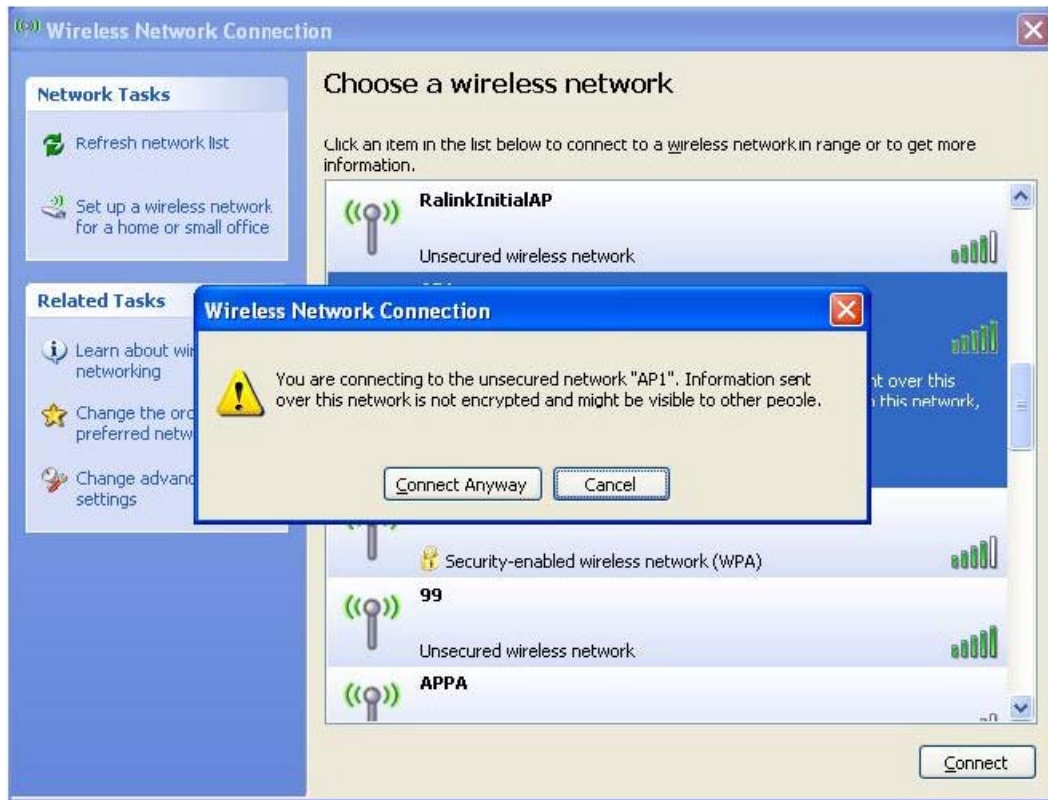 Wireless Network Connection
Network Tasks
Refresh network list
Set up a wireless network
for a home or small office
Related Tasks
Learn about
networking
Change the
preferred
Change
settings
Choose a wireless network
Click an item in the list below to connect to a wireless network in range or to get more
information.
RalinkInitialAP
Unsecured wireless network
over this
this network,
Wireless Network Connection
You are connecting to the unsecured network "AP1". Information sent
over this network is not encrypted and might be visible to other people.
Connect Anyway
Cancel
Security-enabled wireless network (WPA)
99
Unsecured wireless network
APPA
Connect